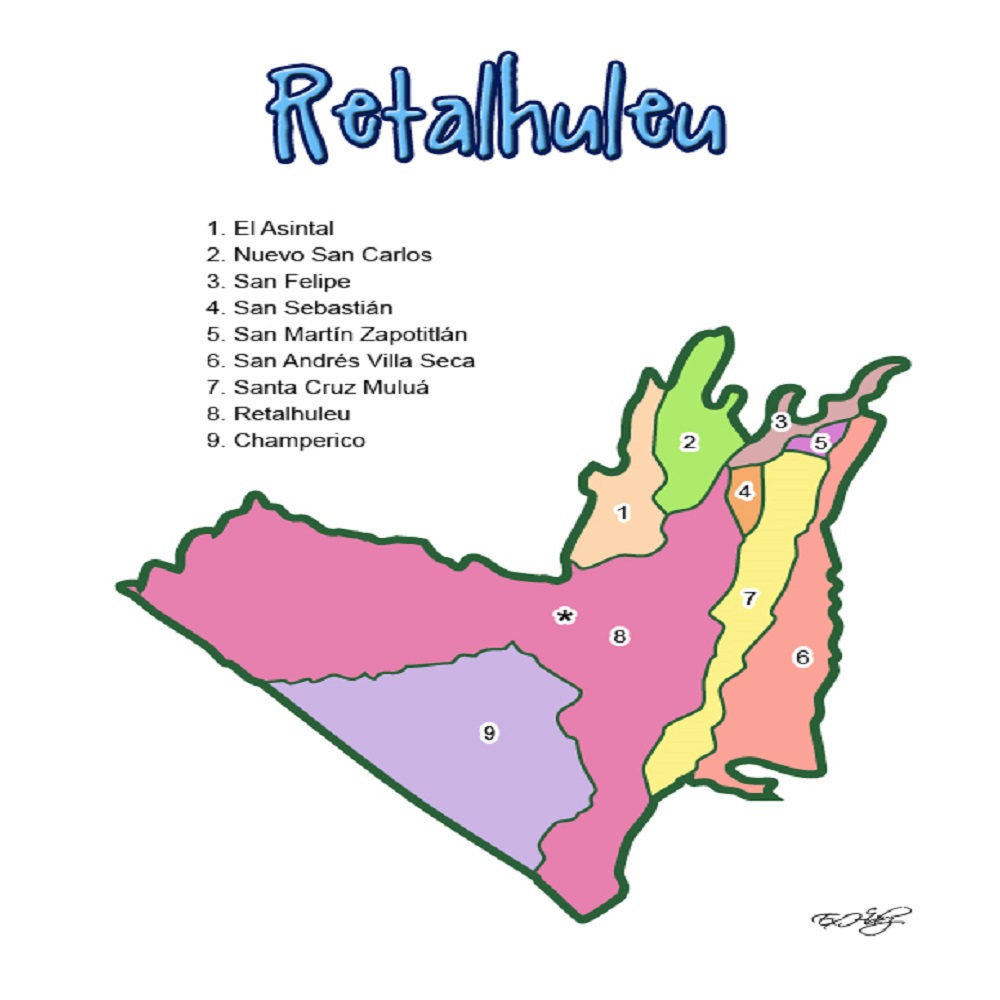 Retalhuleu
1. El Asintal
2. Nuevo San Carlos
3. San Felipe
4. San Sebastián
5. San Martín Zapotitlán
6. San Andrés Villa Seca
7. Santa Cruz Muluá
8. Retalhuleu
9. Champerico
3
2
5
4
1
7
*
8
6
9